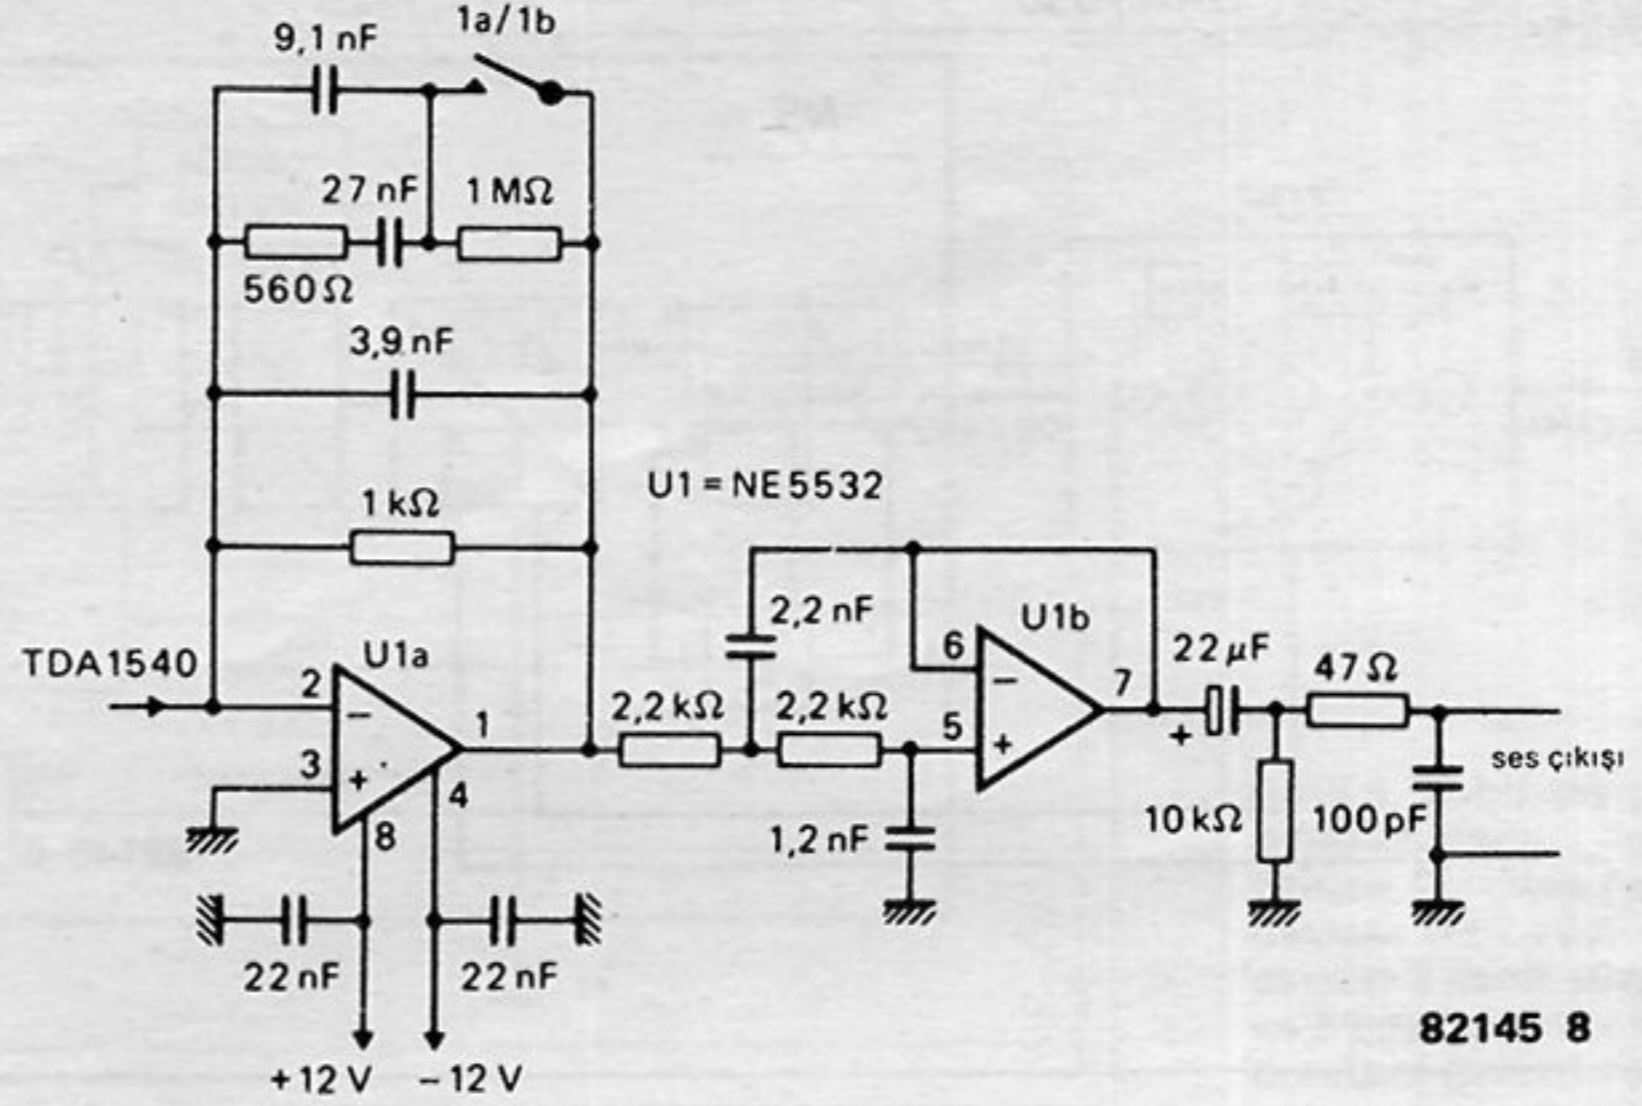 9,1 nF
1a/1b
27 nF
1 MΩ
560 Ω
3,9 nF
1 kΩ
U1 = NE5532
TDA1540
U1a
2
3
1
4
8
−
+
22 nF
22 nF
+12 V
−12 V
2,2 kΩ
2,2 nF
2,2 kΩ
1,2 nF
U1b
6
5
7
−
+
22 µF
+
47 Ω
10 kΩ
100 pF
ses çıkışı
82145 8